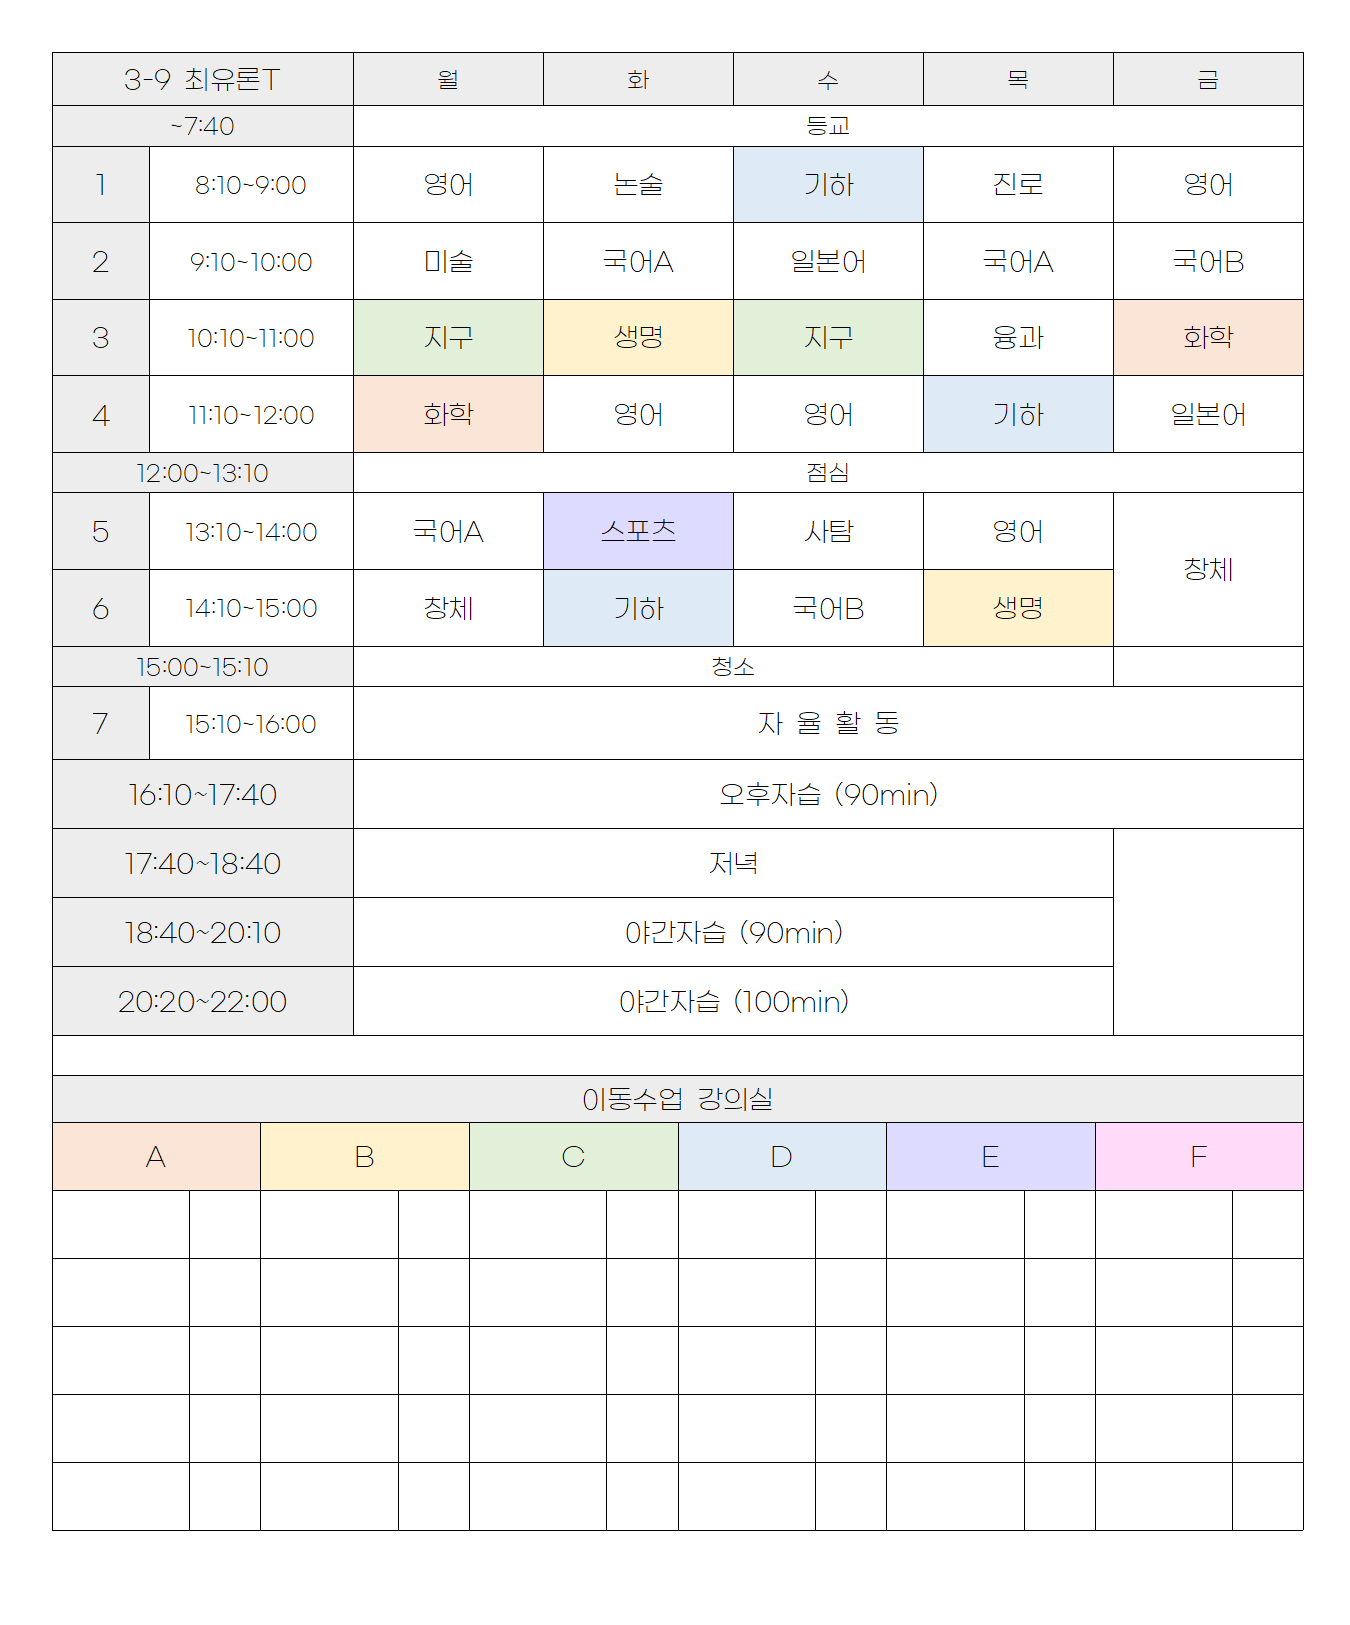 3-9 최유론T 월 화 수 목 금
~7:40 등교
1 8:10~9:00 영어 논술 기하 진로 영어
2 9:10~10:00 미술 국어A 일본어 국어A 국어B
3 10:10~11:00 지구 생명 지구 융과 화학
4 11:10~12:00 화학 영어 영어 기하 일본어
12:00~13:10 점심
5 13:10~14:00 국어A 스포츠 사탐 영어 창체
6 14:10~15:00 창체 기하 국어B 생명
15:00~15:10 청소
7 15:10~16:00 자 율 활 동
16:10~17:40 오후자습 (90min)
17:40~18:40 저녁
18:40~20:10 야간자습 (90min)
20:20~22:00 야간자습 (100min)
이동수업 강의실
A B C D E F